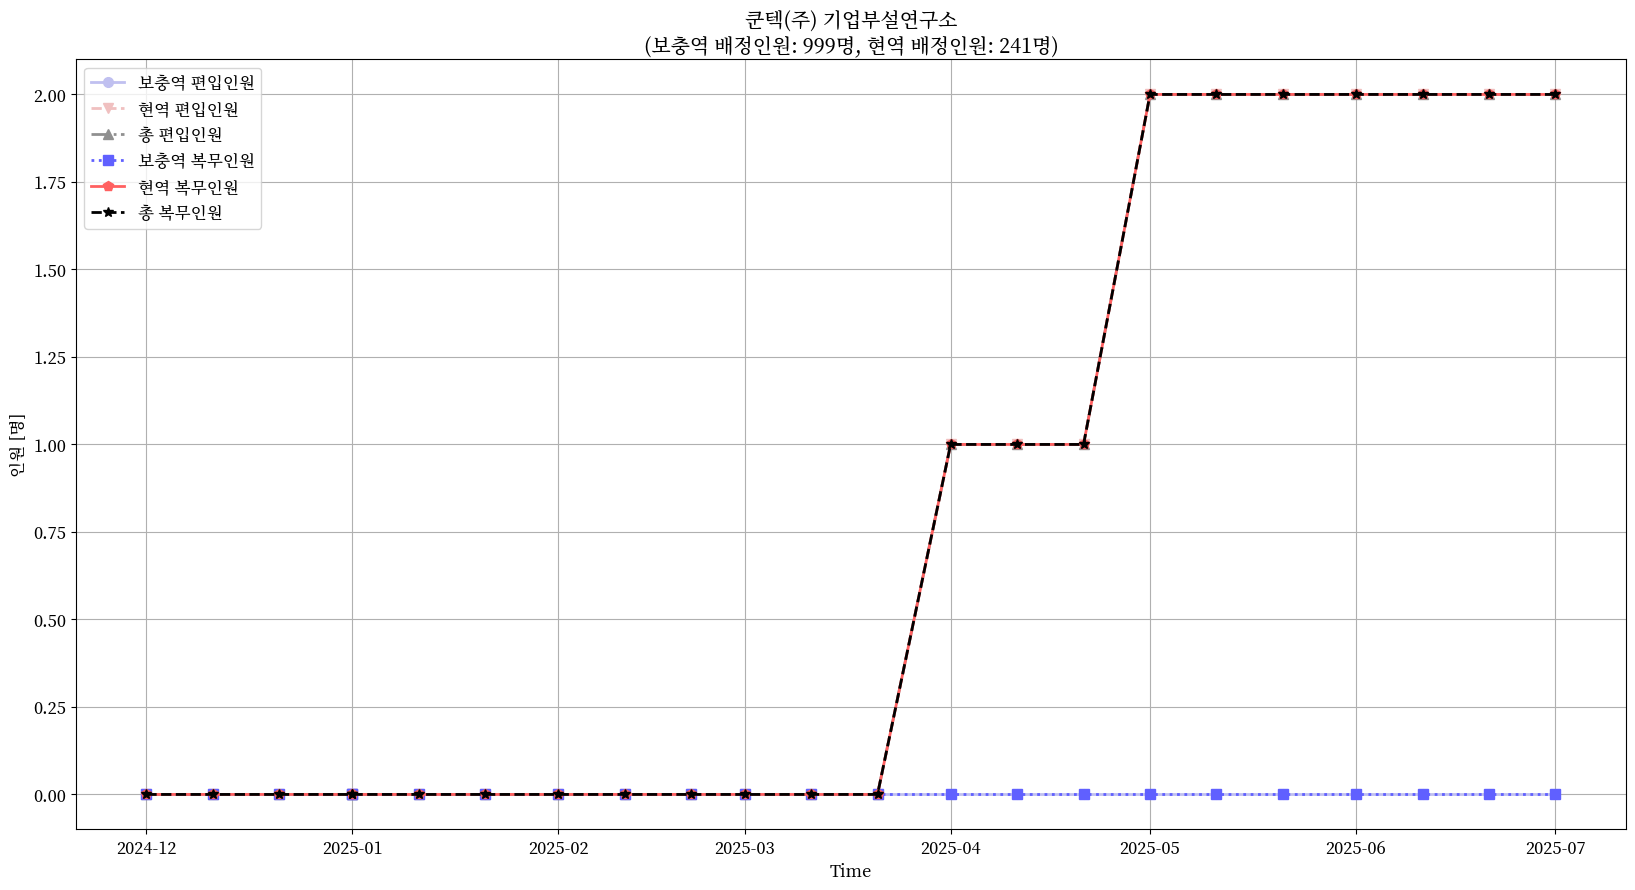 쿤텍(주) 기업부설연구소
(보충역 배정인원: 999명, 현역 배정인원: 241명)
보충역 편입인원
현역 편입인원
총 편입인원
보충역 복무인원
현역 복무인원
총 복무인원
2.00
1.75
1.50
1.25
1.00
0.75
0.50
0.25
0.00
인원 [명]
2024-12 2025-01 2025-02 2025-03 2025-04 2025-05 2025-06 2025-07
Time